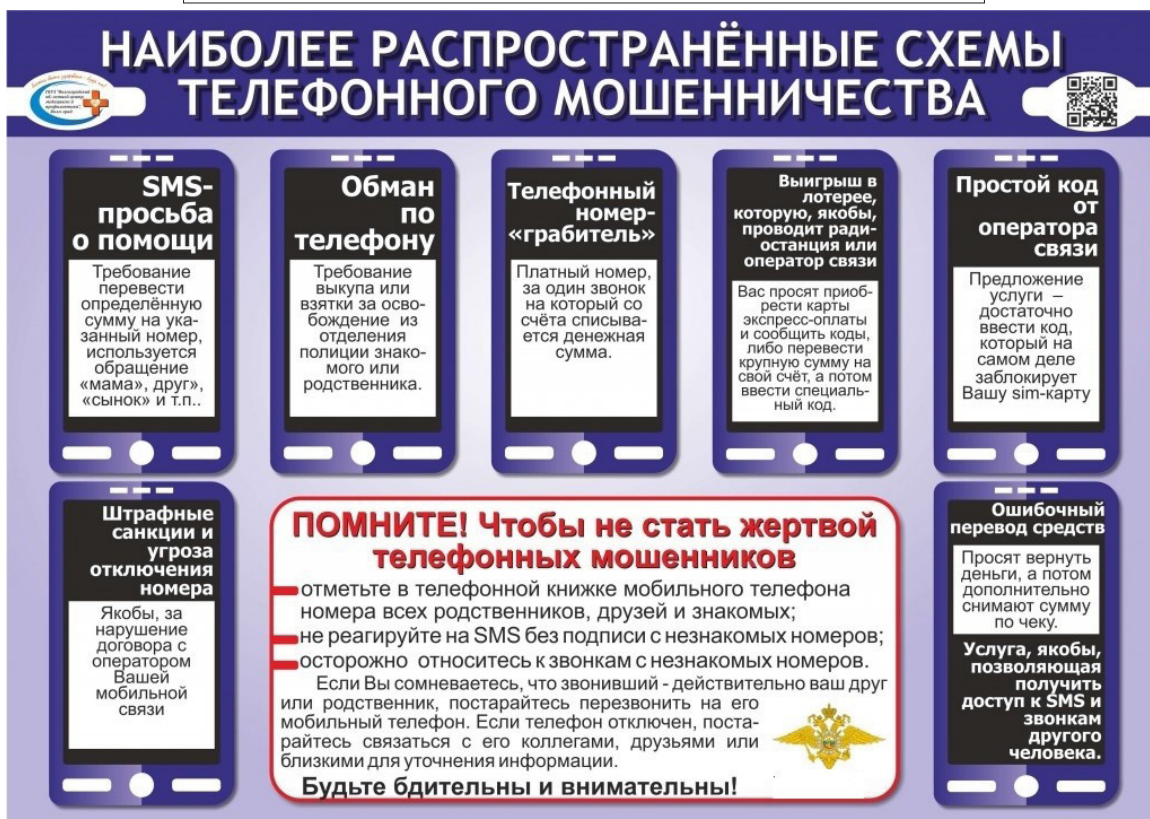 НАИБОЛЕЕ РАСПРОСТРАНЁННЫЕ СХЕМЫ
ТЕЛЕФОННОГО МОШЕННИЧЕСТВА
SMS-
просьба
о помощи
Требование
перевести
определённую
сумму на ука-
занный номер,
используется
обращение
«мама», друг»,
«сынок» и т.п..
Обман
по
телефону
Требование
выкупа или
взятки за осво-
бождение из
отделения
полиции знако-
мого или
родственника.
Телефонный
номер-
«грабитель»
Платный номер,
за один звонок
на который со
счёта списыва-
ется денежная
сумма.
Выигрыш в
лотерее,
которую, якобы,
проводит ради-
останция или
оператор связи
Вас просят приоб-
рести карты
экспресс-оплаты
и сообщить коды,
либо перевести
крупную сумму на
свой счёт, а потом
ввести специаль-
ный код.
Простой код
от
оператора
связи
Предложение
услуги –
достаточно
ввести код,
который на
самом деле
заблокирует
Вашу sim-карту
Штрафные
санкции и
угроза
отключения
номера
Якобы, за
нарушение
договора с
оператором
Вашей
мобильной
связи
ПОМНИТЕ! Чтобы не стать жертвой
телефонных мошенников
отметьте в телефонной книжке мобильного телефона
номера всех родственников, друзей и знакомых;
не реагируйте на SMS без подписи с незнакомых номеров;
осторожно относитесь к звонкам с незнакомых номеров.
Если Вы сомневаетесь, что звонивший - действительно ваш друг
или родственник, постарайтесь перезвонить на его
мобильный телефон. Если телефон отключен, поста-
райтесь связаться с его коллегами, друзьями или
близкими для уточнения информации.
Будьте бдительны и внимательны!
Ошибочный
перевод средств
Просят вернуть
деньги, а потом
дополнительно
снимают сумму
по чеку.
Услуга, якобы,
позволяющая
получить
доступ к SMS и
звонкам
другого
человека.